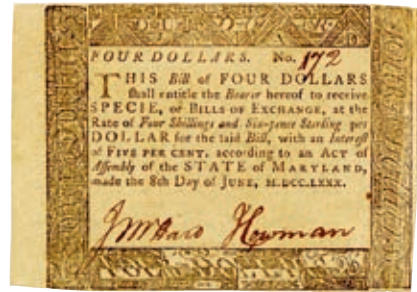 FOUR DOLLARS. No. 172
THIS Bill of FOUR DOLLARS
shall entitle the Bearer hereof to receive
SPECIE, or BILLS OF EXCHANGE, at the
Rate of Four Shillings and Six-pence Sterling per
DOLLAR for the said Bill, with an Interest
of FIVE PER CENT, according to an ACT of
Assembly of the STATE of MARYLAND,
made the 8th Day of JUNE, M.DCC.LXXX.